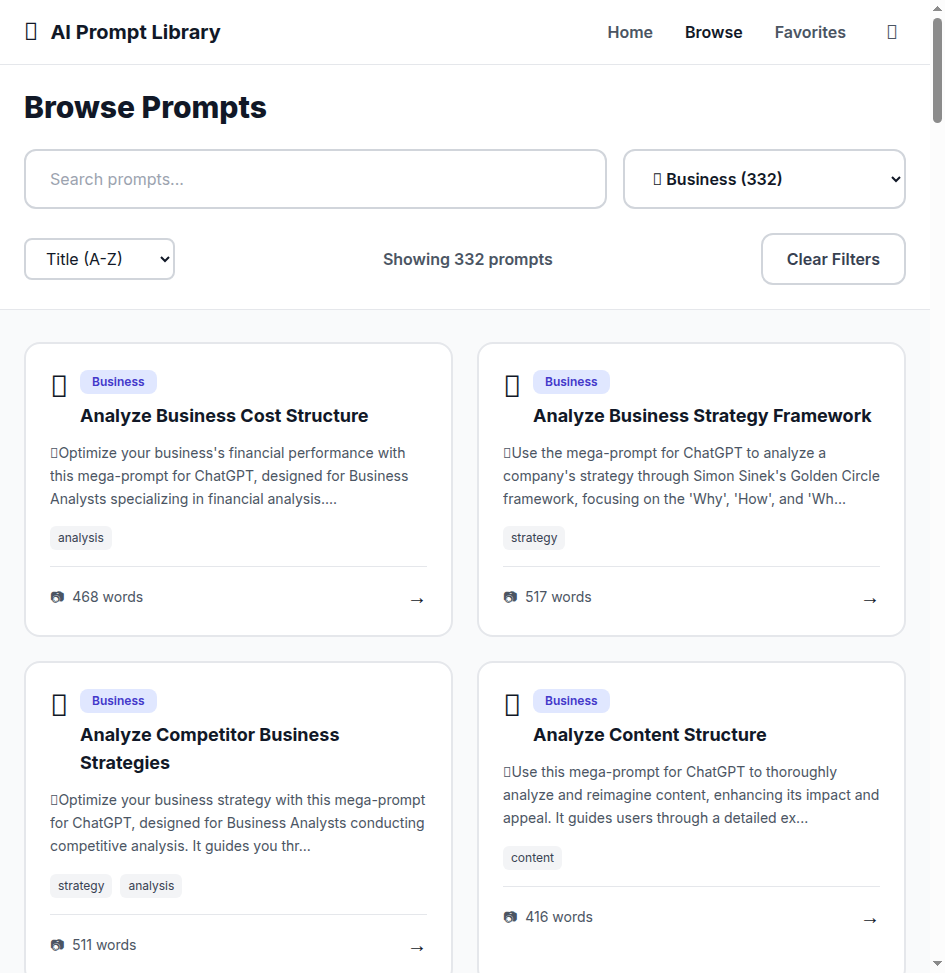 AI Prompt Library
Home Browse Favorites
Browse Prompts
Search prompts...
Business (332)
Title (A-Z)
Showing 332 prompts
Clear Filters
Business
Analyze Business Cost Structure
Optimize your business's financial performance with
this mega-prompt for ChatGPT, designed for Business
Analysts specializing in financial analysis....
analysis
468 words →
Business
Analyze Business Strategy Framework
Use the mega-prompt for ChatGPT to analyze a
company's strategy through Simon Sinek's Golden Circle
framework, focusing on the 'Why', 'How', and 'Wh...
strategy
517 words →
Business
Analyze Competitor Business
Strategies
Optimize your business strategy with this mega-prompt
for ChatGPT, designed for Business Analysts conducting
competitive analysis. It guides you thr...
strategy analysis
511 words →
Business
Analyze Content Structure
Use this mega-prompt for ChatGPT to thoroughly
analyze and reimagine content, enhancing its impact and
appeal. It guides users through a detailed ex...
content
416 words →